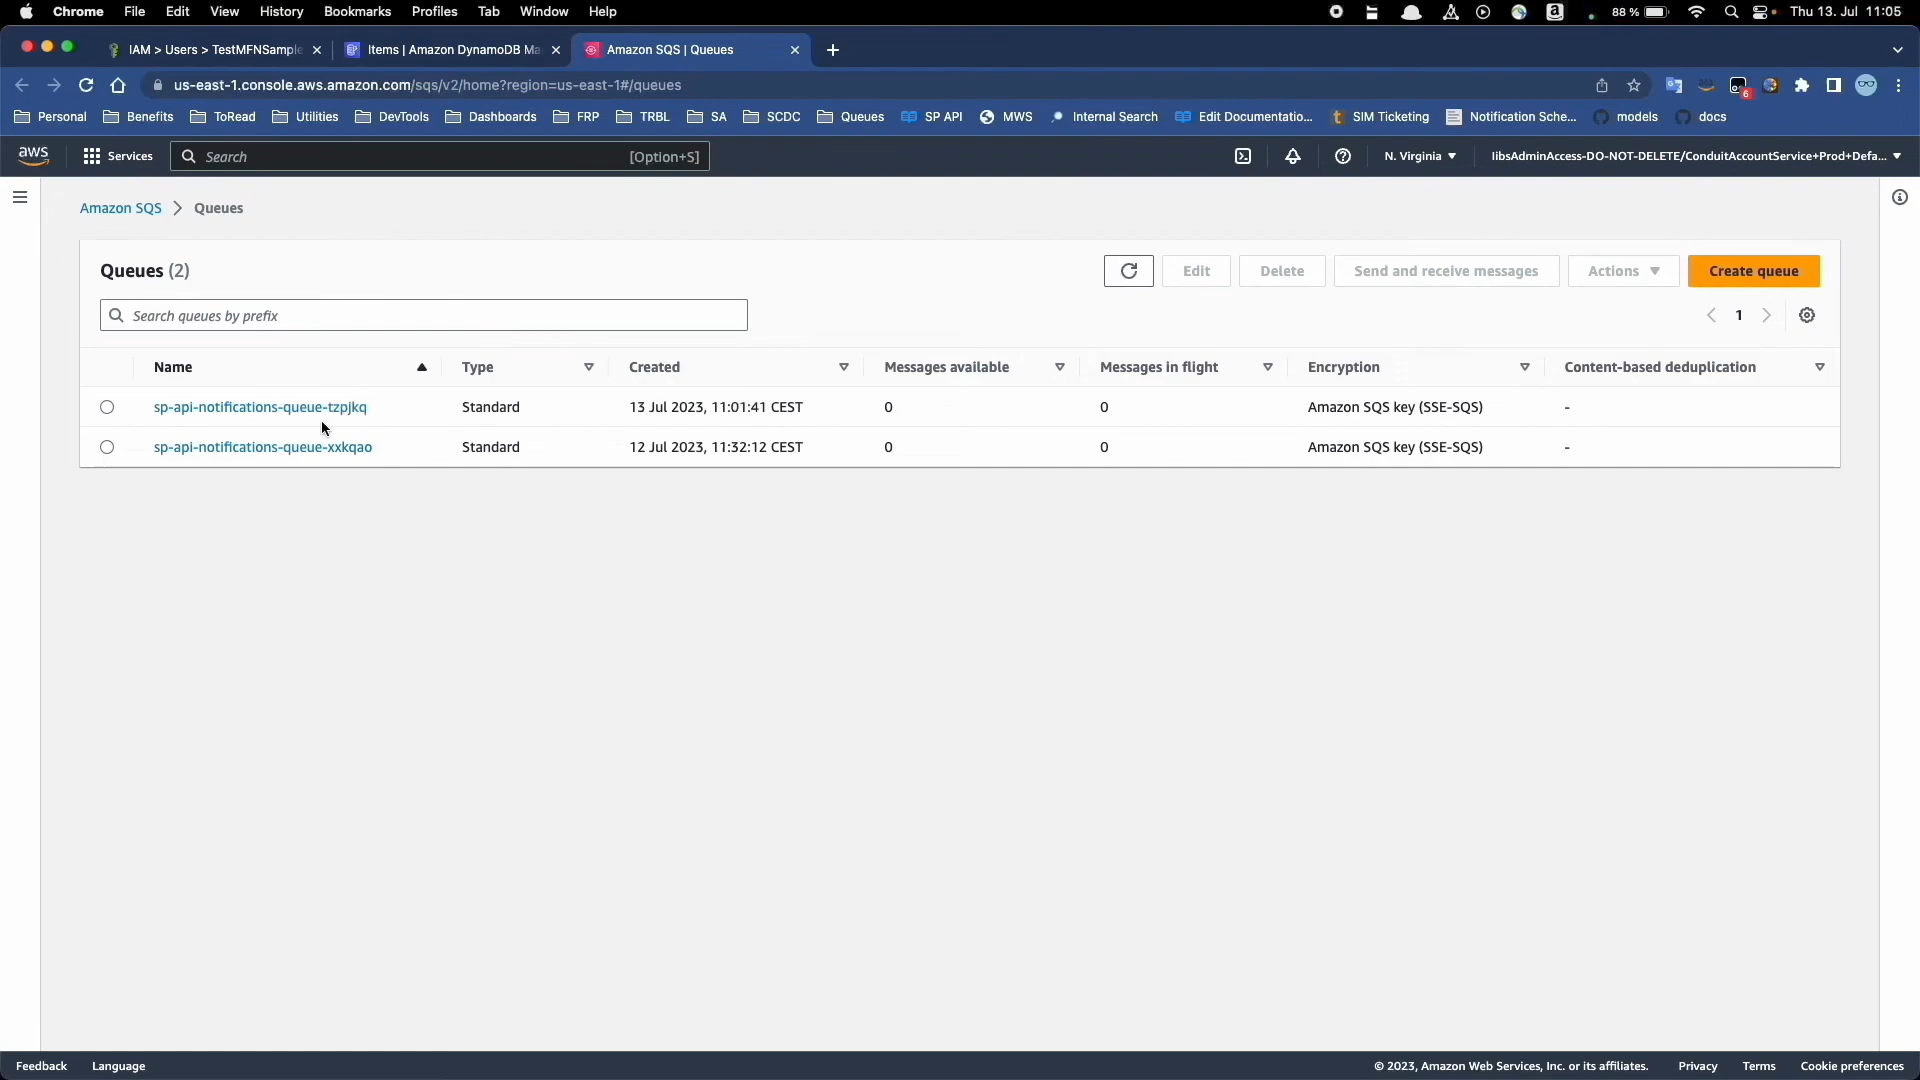 Chrome File Edit View History Bookmarks Profiles Tab Window Help 88 % Thu 13. Jul 11:05
IAM > Users > TestMFNSample Items | Amazon DynamoDB Ma Amazon SQS | Queues
us-east-1.console.aws.amazon.com/sqs/v2/home?region=us-east-1#/queues 6
Personal Benefits ToRead Utilities DevTools Dashboards FRP TRBL SA SCDC Queues SP API MWS Internal Search Edit Documentatio... SIM Ticketing Notification Sche... models docs
aws Services Search [Option+S] N. Virginia IibsAdminAccess-DO-NOT-DELETE/ConduitAccountService+Prod+Defa...
Amazon SQS > Queues
Queues (2) Edit Delete Send and receive messages Actions Create queue
Search queues by prefix 1
Name Type Created Messages available Messages in flight Encryption Content-based deduplication
sp-api-notifications-queue-tzpjkq Standard 13 Jul 2023, 11:01:41 CEST 0 0 Amazon SQS key (SSE-SQS) -
sp-api-notifications-queue-xxkqao Standard 12 Jul 2023, 11:32:12 CEST 0 0 Amazon SQS key (SSE-SQS) -
Feedback Language © 2023, Amazon Web Services, Inc. or its affiliates. Privacy Terms Cookie preferences